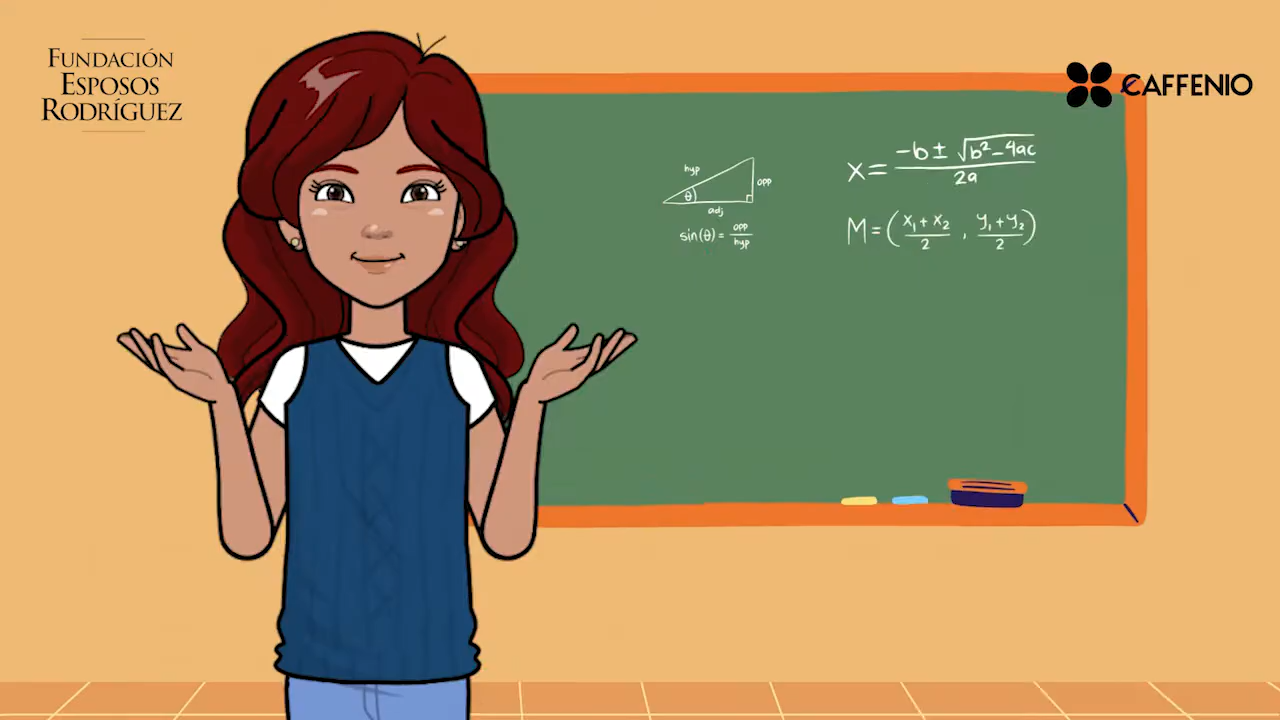 FUNDACIÓN
ESPOSOS
RODRÍGUEZ
CAFFENIO
hyp
opp
θ
adj
sin(θ) = opp/hyp
x = (-b ± √(b² - 4ac))/2a
M = ((x₁ + x₂)/2 , (y₁ + y₂)/2)